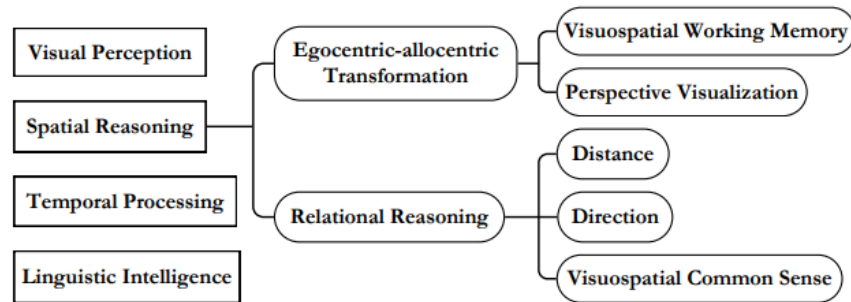 Visual Perception
Spatial Reasoning
Temporal Processing
Linguistic Intelligence
Egocentric-allocentric
Transformation
Relational Reasoning
Visuospatial Working Memory
Perspective Visualization
Distance
Direction
Visuospatial Common Sense